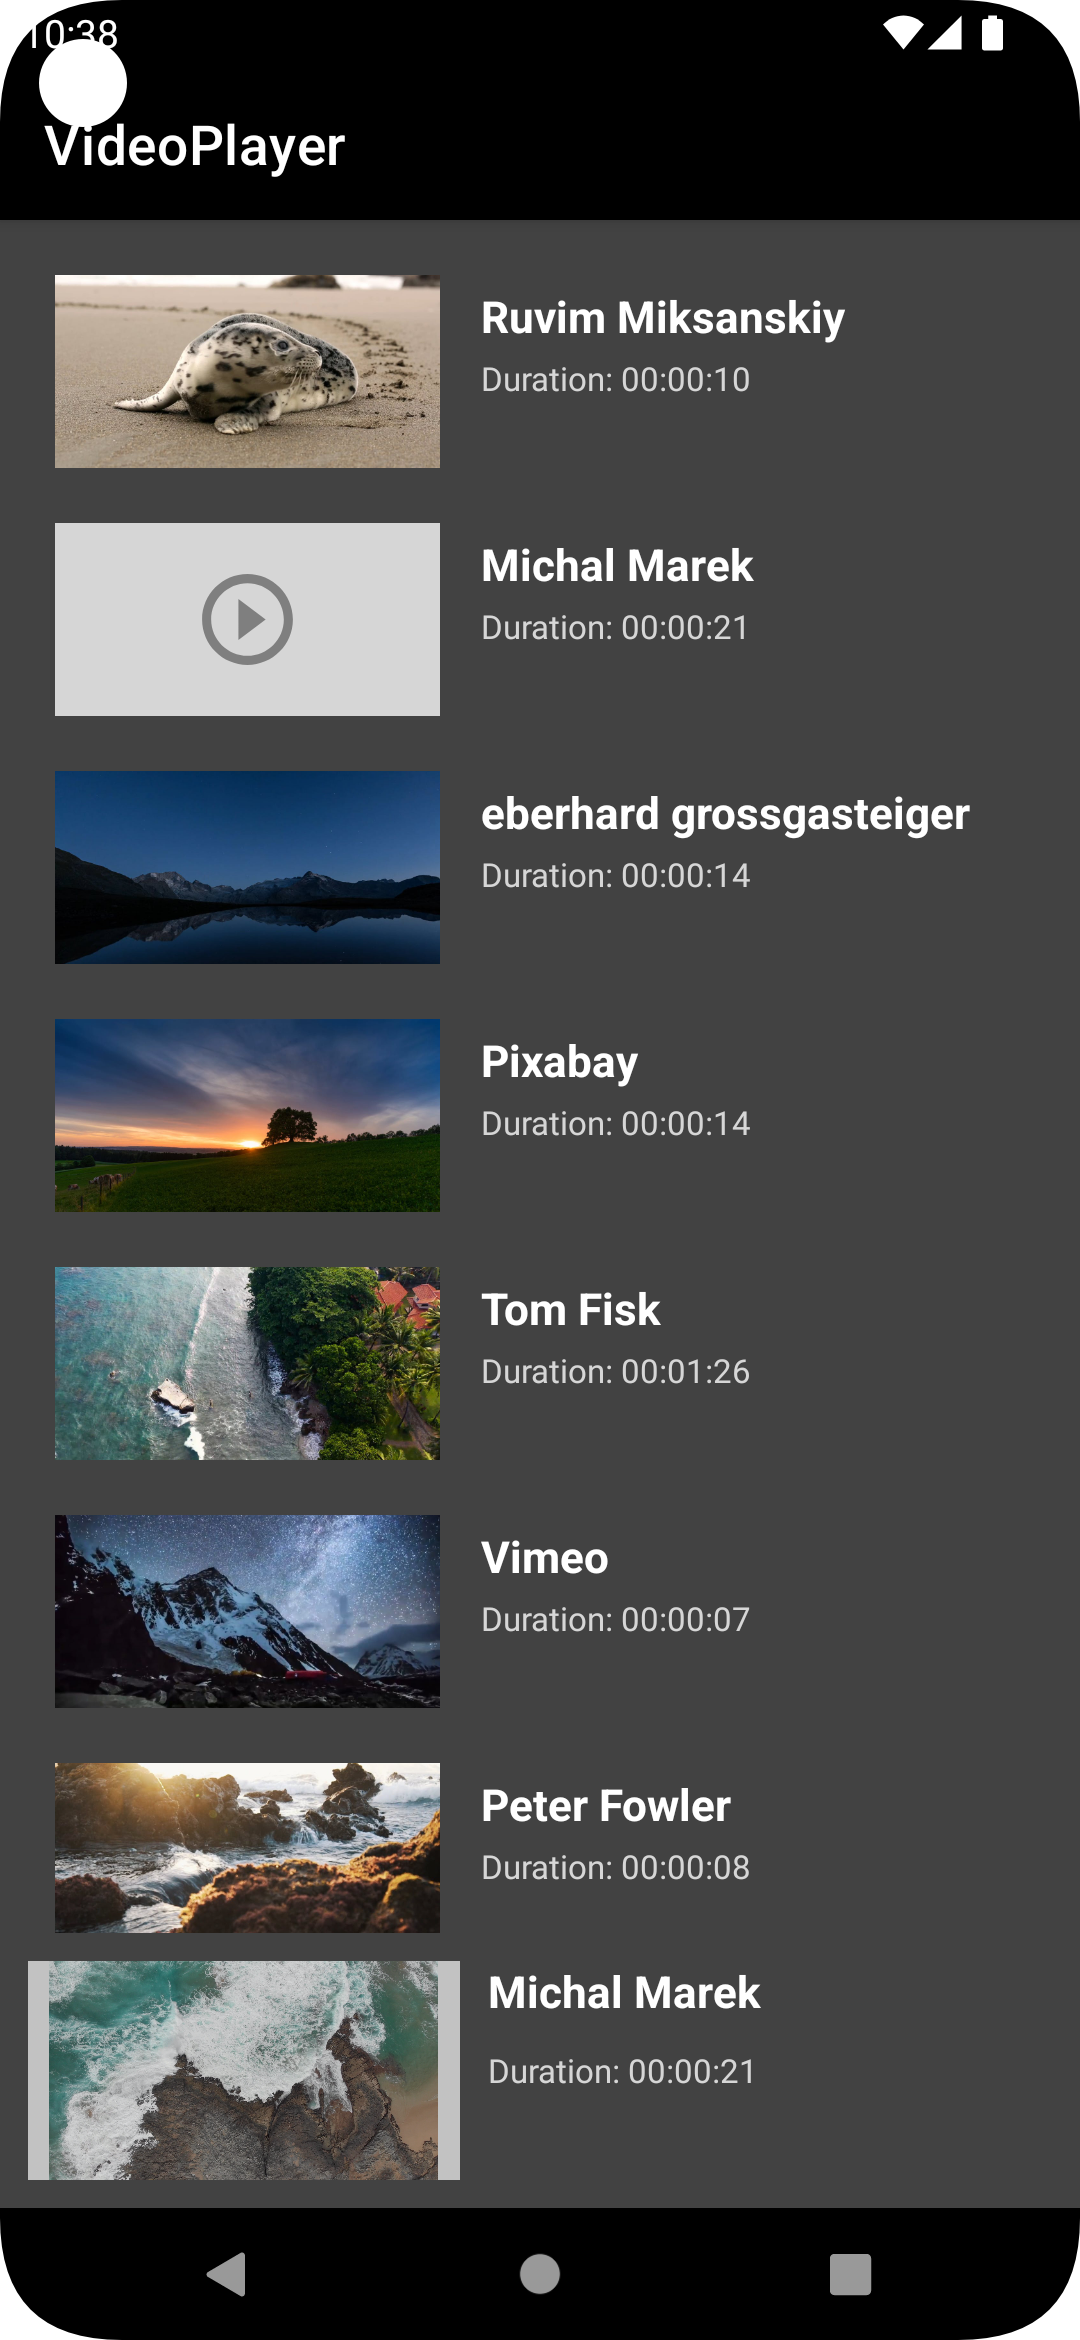 10:38
VideoPlayer
Ruvim Miksanskiy
Duration: 00:00:10
Michal Marek
Duration: 00:00:21
eberhard grossgasteiger
Duration: 00:00:14
Pixabay
Duration: 00:00:14
Tom Fisk
Duration: 00:01:26
Vimeo
Duration: 00:00:07
Peter Fowler
Duration: 00:00:08
Michal Marek
Duration: 00:00:21